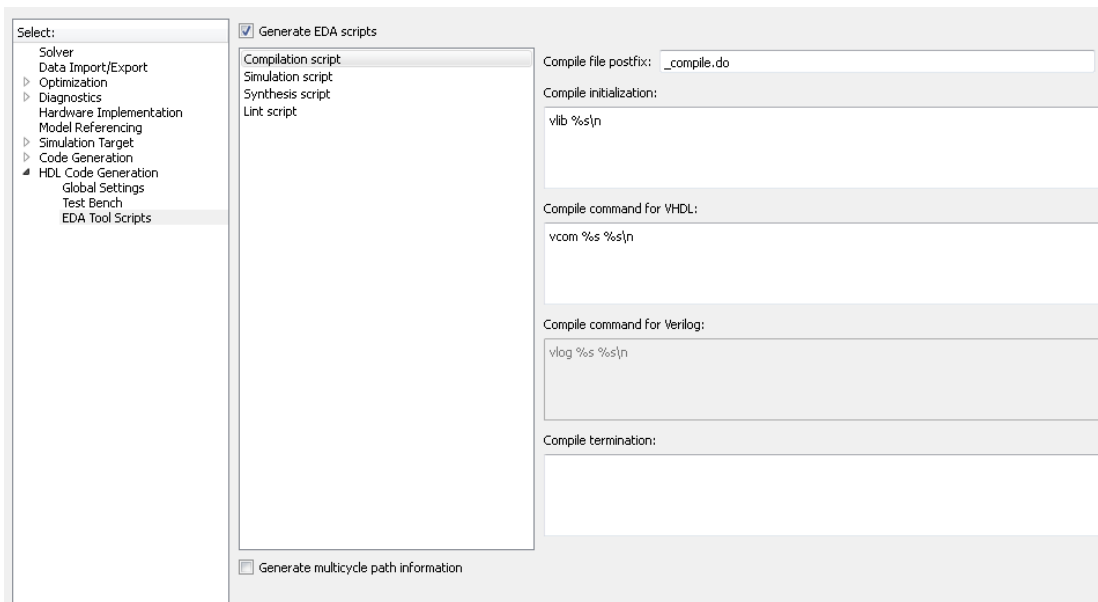 Select:
Solver
Data Import/Export
Optimization
Diagnostics
Hardware Implementation
Model Referencing
Simulation Target
Code Generation
HDL Code Generation
Global Settings
Test Bench
EDA Tool Scripts
Generate EDA scripts
Compilation script
Simulation script
Synthesis script
Lint script
Generate multicycle path information
Compile file postfix: _compile.do
Compile initialization:
vlib %s\n
Compile command for VHDL:
vcom %s %s\n
Compile command for Verilog:
vlog %s %s\n
Compile termination: